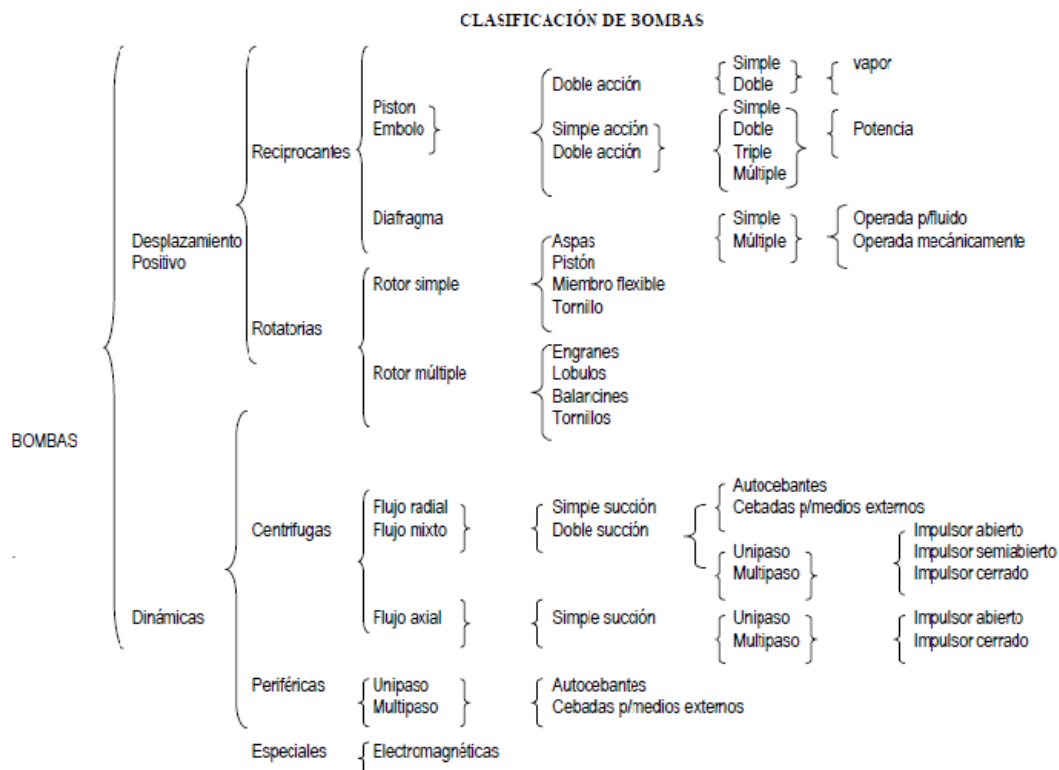 CLASIFICACIÓN DE BOMBAS
Simple vapor
Doble acción Doble
Piston Simple
Embolo Simple acción Doble Potencia
Reciprocantes Doble acción Triple
Múltiple
Diafragma Simple Operada p/fluido
Desplazamiento Aspas Múltiple Operada mecánicamente
Positivo Pistón
Rotor simple Miembro flexible
Tornillo
Rotatorias
Engranes
Rotor múltiple Lobulos
Balarcines
Tornillos
BOMBAS
Autocebantes
Flujo radial Simple succión Cebadas p/medios externos
Centrifugas Flujo mixto Doble succión Impulsor abierto
Unipaso Impulsor semiabierto
Multipaso Impulsor cerrado
Dinámicas Flujo axial Simple succión Unipaso Impulsor abierto
Multipaso Impulsor cerrado
Periféricas Unipaso Autocebantes
Multipaso Cebadas p/medios externos
Especiales Electromagnéticas